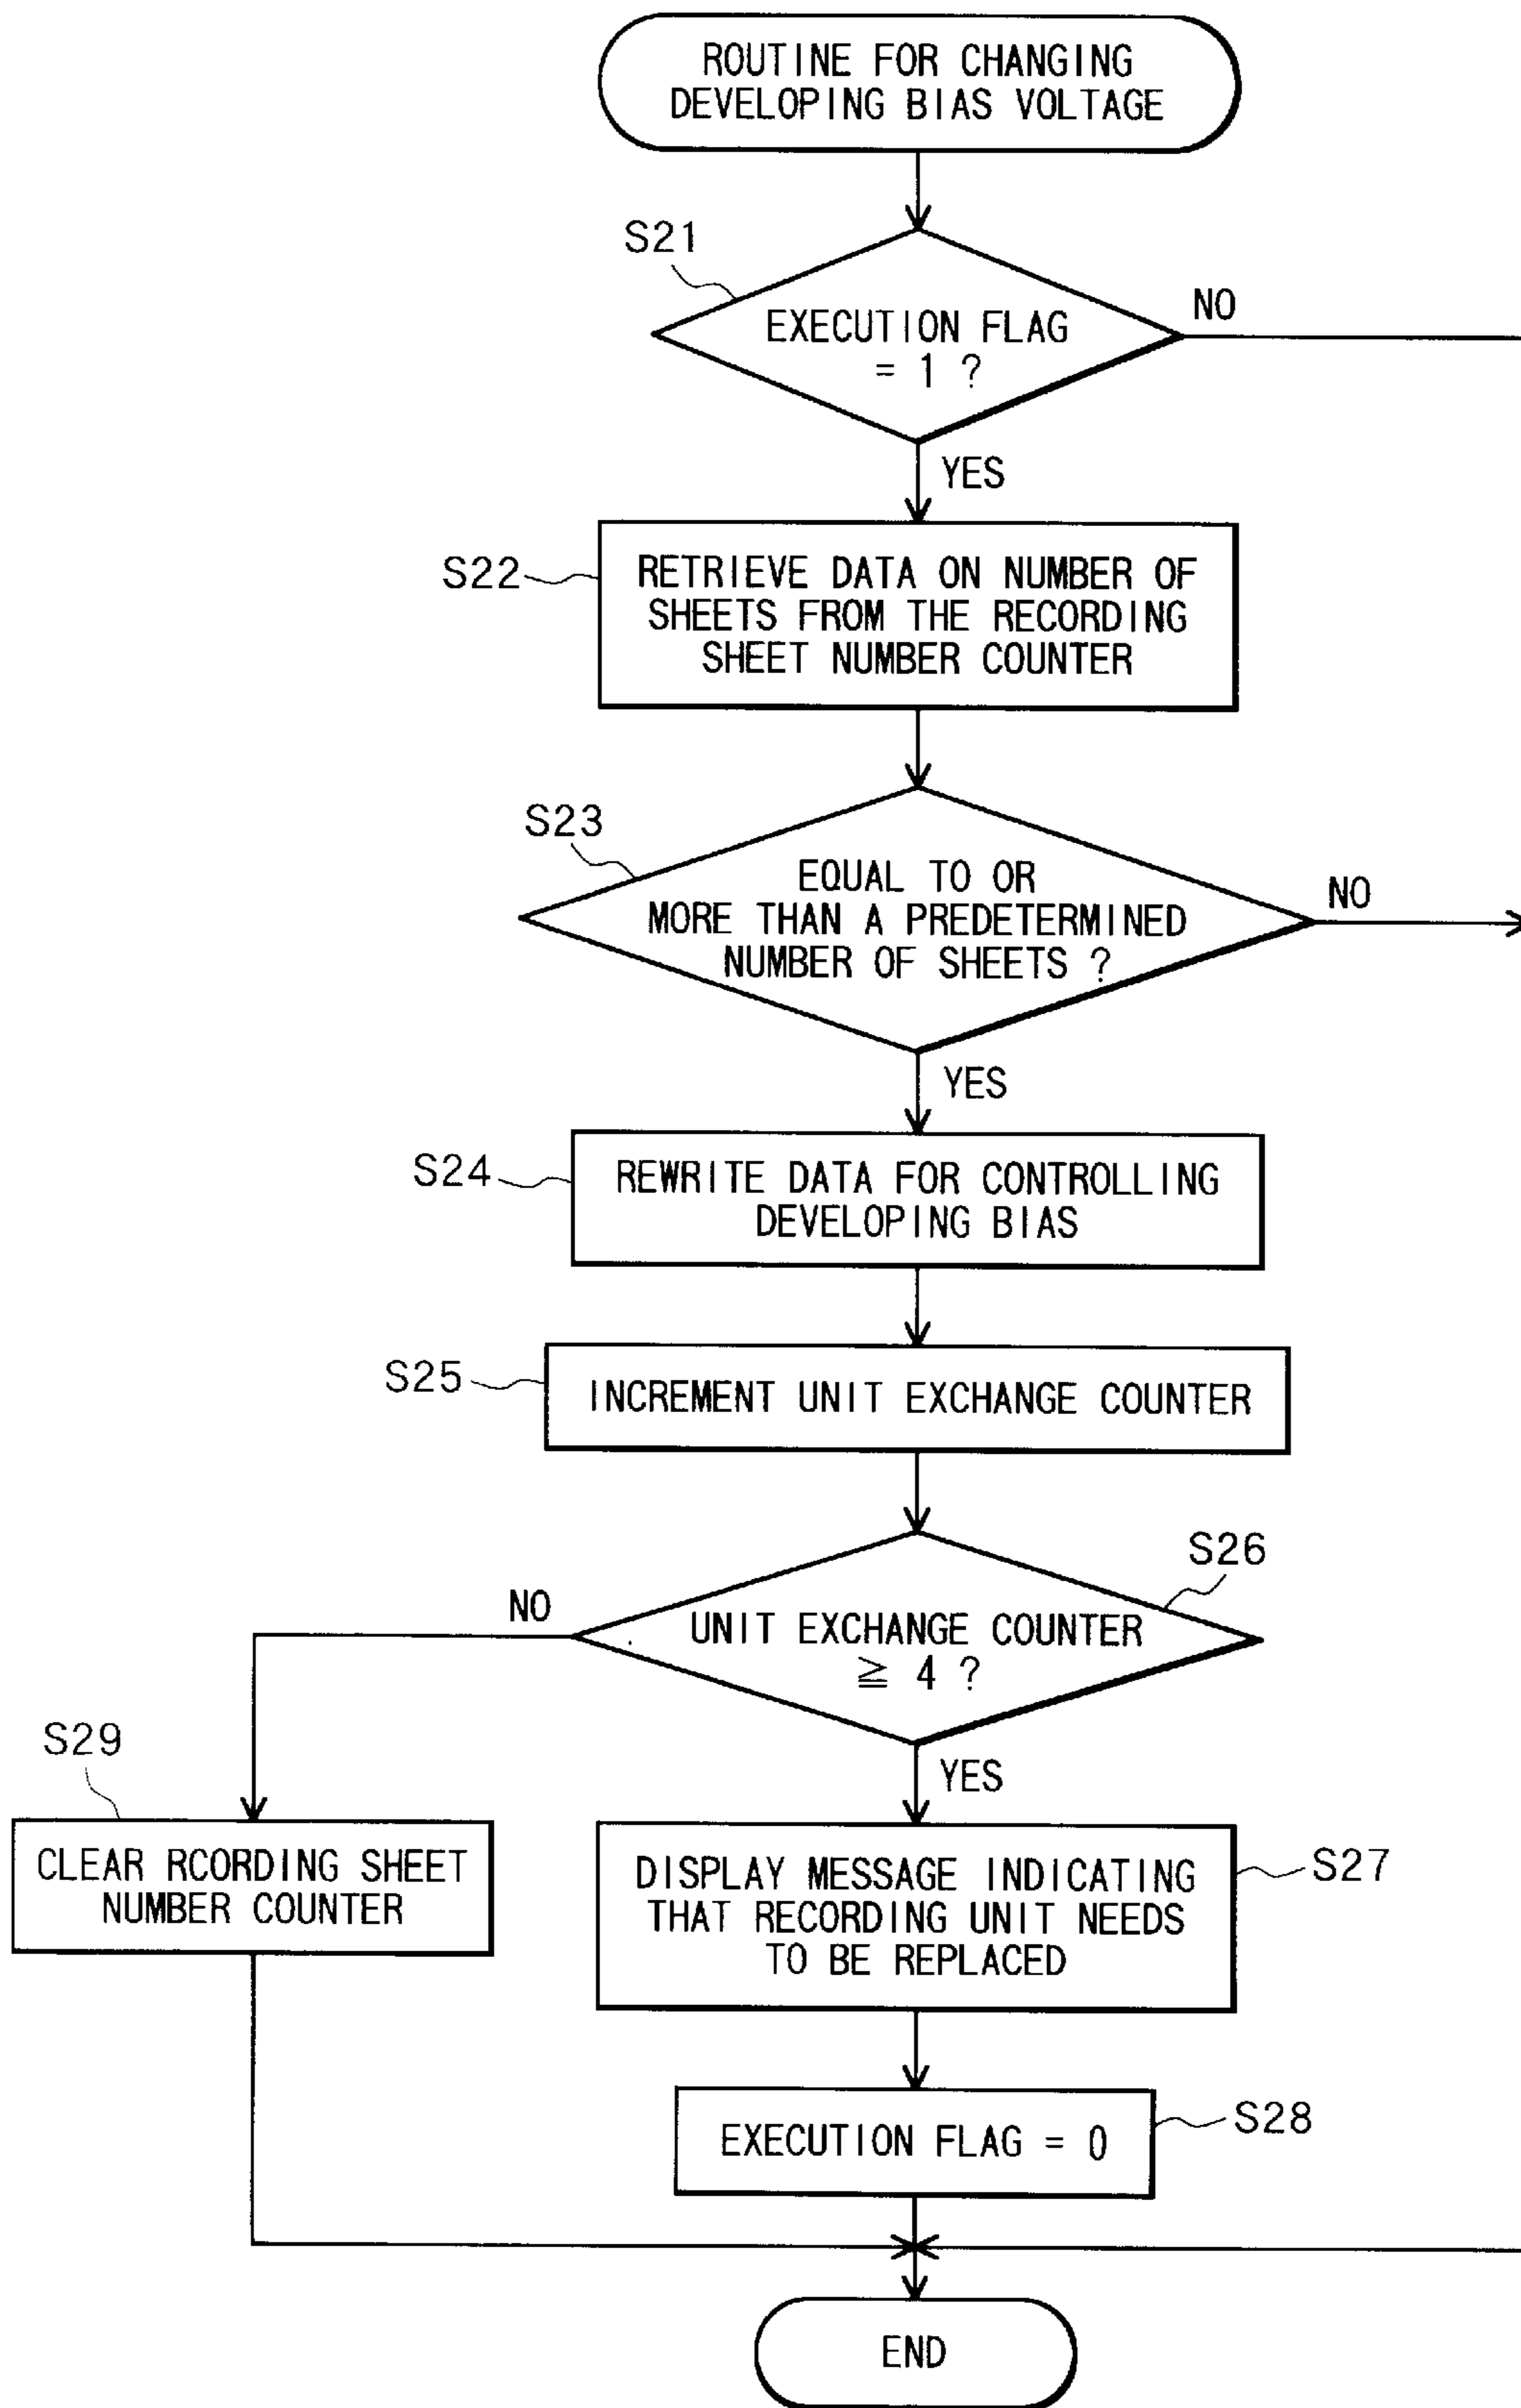 ROUTINE FOR CHANGING
DEVELOPING BIAS VOLTAGE
S21
EXECUTION FLAG
= 1 ?
NO
YES
S22
RETRIEVE DATA ON NUMBER OF
SHEETS FROM THE RECORDING
SHEET NUMBER COUNTER
S23
EQUAL TO OR
MORE THAN A PREDETERMINED
NUMBER OF SHEETS ?
NO
YES
S24
REWRITE DATA FOR CONTROLLING
DEVELOPING BIAS
S25
INCREMENT UNIT EXCHANGE COUNTER
S26
NO
UNIT EXCHANGE COUNTER
≧ 4 ?
YES
S29
CLEAR RCORDING SHEET
NUMBER COUNTER
S27
DISPLAY MESSAGE INDICATING
THAT RECORDING UNIT NEEDS
TO BE REPLACED
S28
EXECUTION FLAG = 0
END